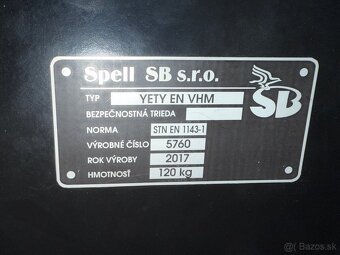 Spell SB s.r.o.
TYP YETY EN VHM
BEZPEČNOSTNÁ TRIEDA
SB
NORMA STN EN 1143-1
VÝROBNÉ ČÍSLO 5760
ROK VÝROBY 2017
HMOTNOSŤ 120 kg
Bazos.sk